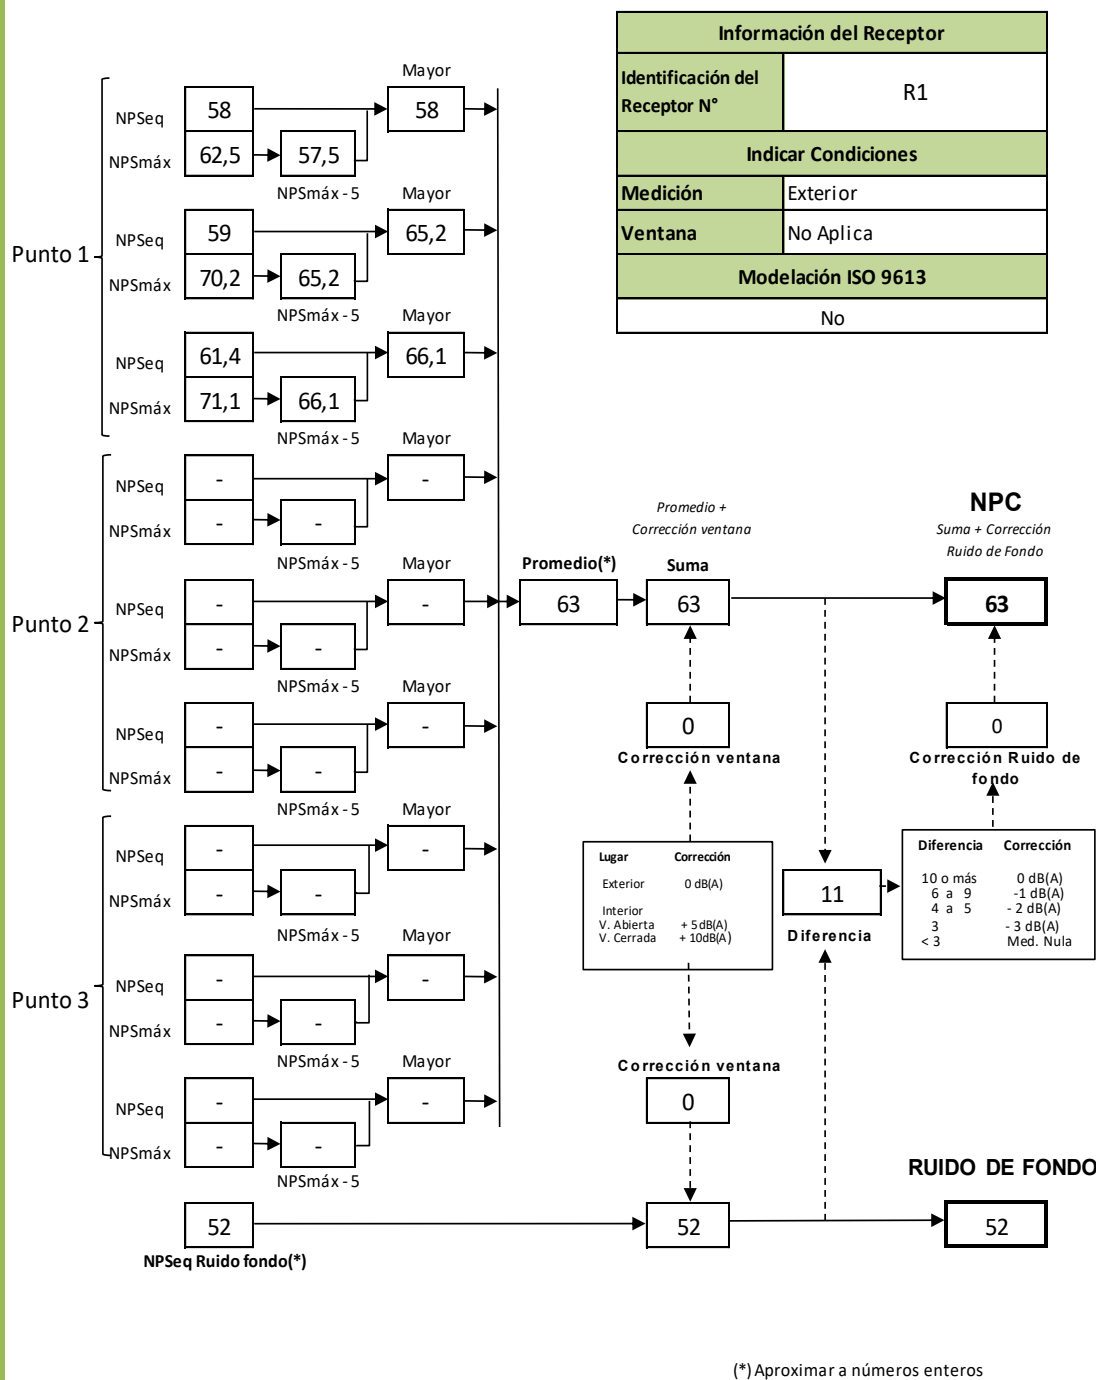 Información del Receptor
Identificación del
Receptor N°
R1
Indicar Condiciones
Medición
Exterior
Ventana
No Aplica
Modelación ISO 9613
No
Punto 1
Mayor
NPSeq
58
58
NPSmáx
62,5
57,5
NPSmáx - 5
Mayor
NPSeq
59
65,2
NPSmáx
70,2
65,2
NPSmáx - 5
Mayor
NPSeq
61,4
66,1
NPSmáx
71,1
66,1
NPSmáx - 5
Punto 2
Mayor
NPSeq
-
-
NPSmáx
-
-
NPSmáx - 5
Mayor
NPSeq
-
-
NPSmáx
-
-
NPSmáx - 5
Mayor
NPSeq
-
-
NPSmáx
-
-
NPSmáx - 5
Punto 3
Mayor
NPSeq
-
-
NPSmáx
-
-
NPSmáx - 5
Mayor
NPSeq
-
-
NPSmáx
-
-
NPSmáx - 5
Mayor
NPSeq
-
-
NPSmáx
-
-
NPSmáx - 5
52
NPSeq Ruido fondo(*)
Promedio(*)
63
Promedio +
Corrección ventana
Suma
63
0
Corrección ventana
Lugar Corrección
Exterior 0 dB(A)
Interior
V. Abierta + 5 dB(A)
V. Cerrada + 10dB(A)
Corrección ventana
0
52
11
Diferencia
NPC
Suma + Corrección
Ruido de Fondo
63
0
Corrección Ruido de
fondo
Diferencia Corrección
10 o más 0 dB(A)
6 a 9 -1 dB(A)
4 a 5 - 2 dB(A)
3 - 3 dB(A)
< 3 Med. Nula
RUIDO DE FONDO
52
(*) Aproximar a números enteros